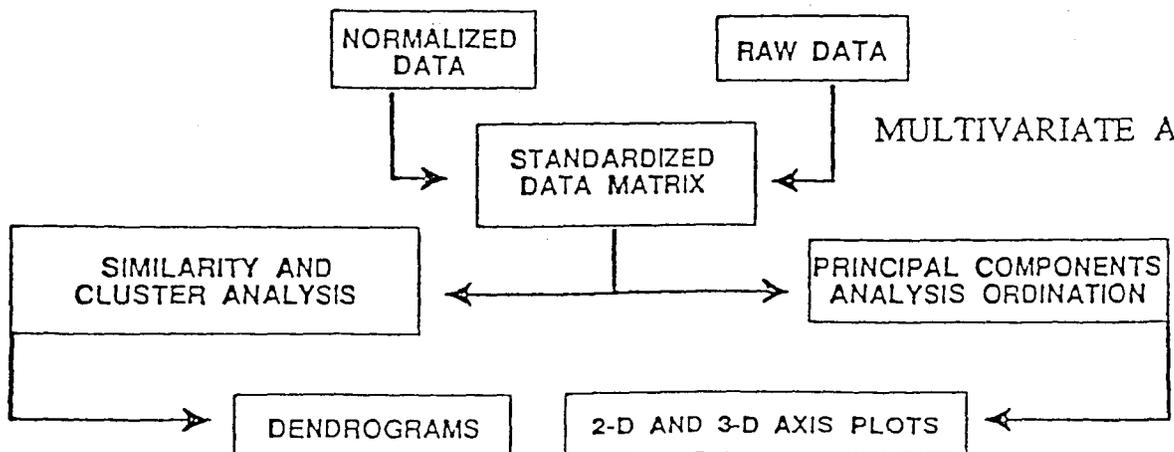 NORMALIZED
DATA
RAW DATA
MULTIVARIATE A
STANDARDIZED
DATA MATRIX
SIMILARITY AND
CLUSTER ANALYSIS
PRINCIPAL COMPONENTS
ANALYSIS ORDINATION
DENDROGRAMS
2-D AND 3-D AXIS PLOTS